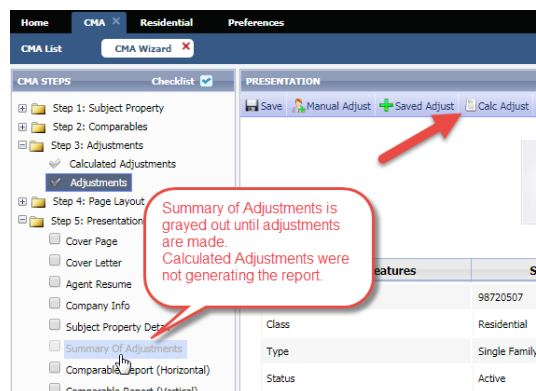 Home CMA × Residential Preferences
CMA List CMA Wizard ×
CMA STEPS Checklist
PRESENTATION
Save Manual Adjust Saved Adjust Calc Adjust
Step 1: Subject Property
Step 2: Comparables
Step 3: Adjustments
Calculated Adjustments
Adjustments
Step 4: Page Layout
Step 5: Presentation
Cover Page
Cover Letter
Agent Resume
Company Info
Subject Property Deta
Summary Of Adjustments
Comparable Report (Horizontal)
Comparable Report (Vertical)
Summary of Adjustments is
grayed out until adjustments
are made.
Calculated Adjustments were
not generating the report.
eatures S
98720507
Class Residential
Type Single Family
Status Active